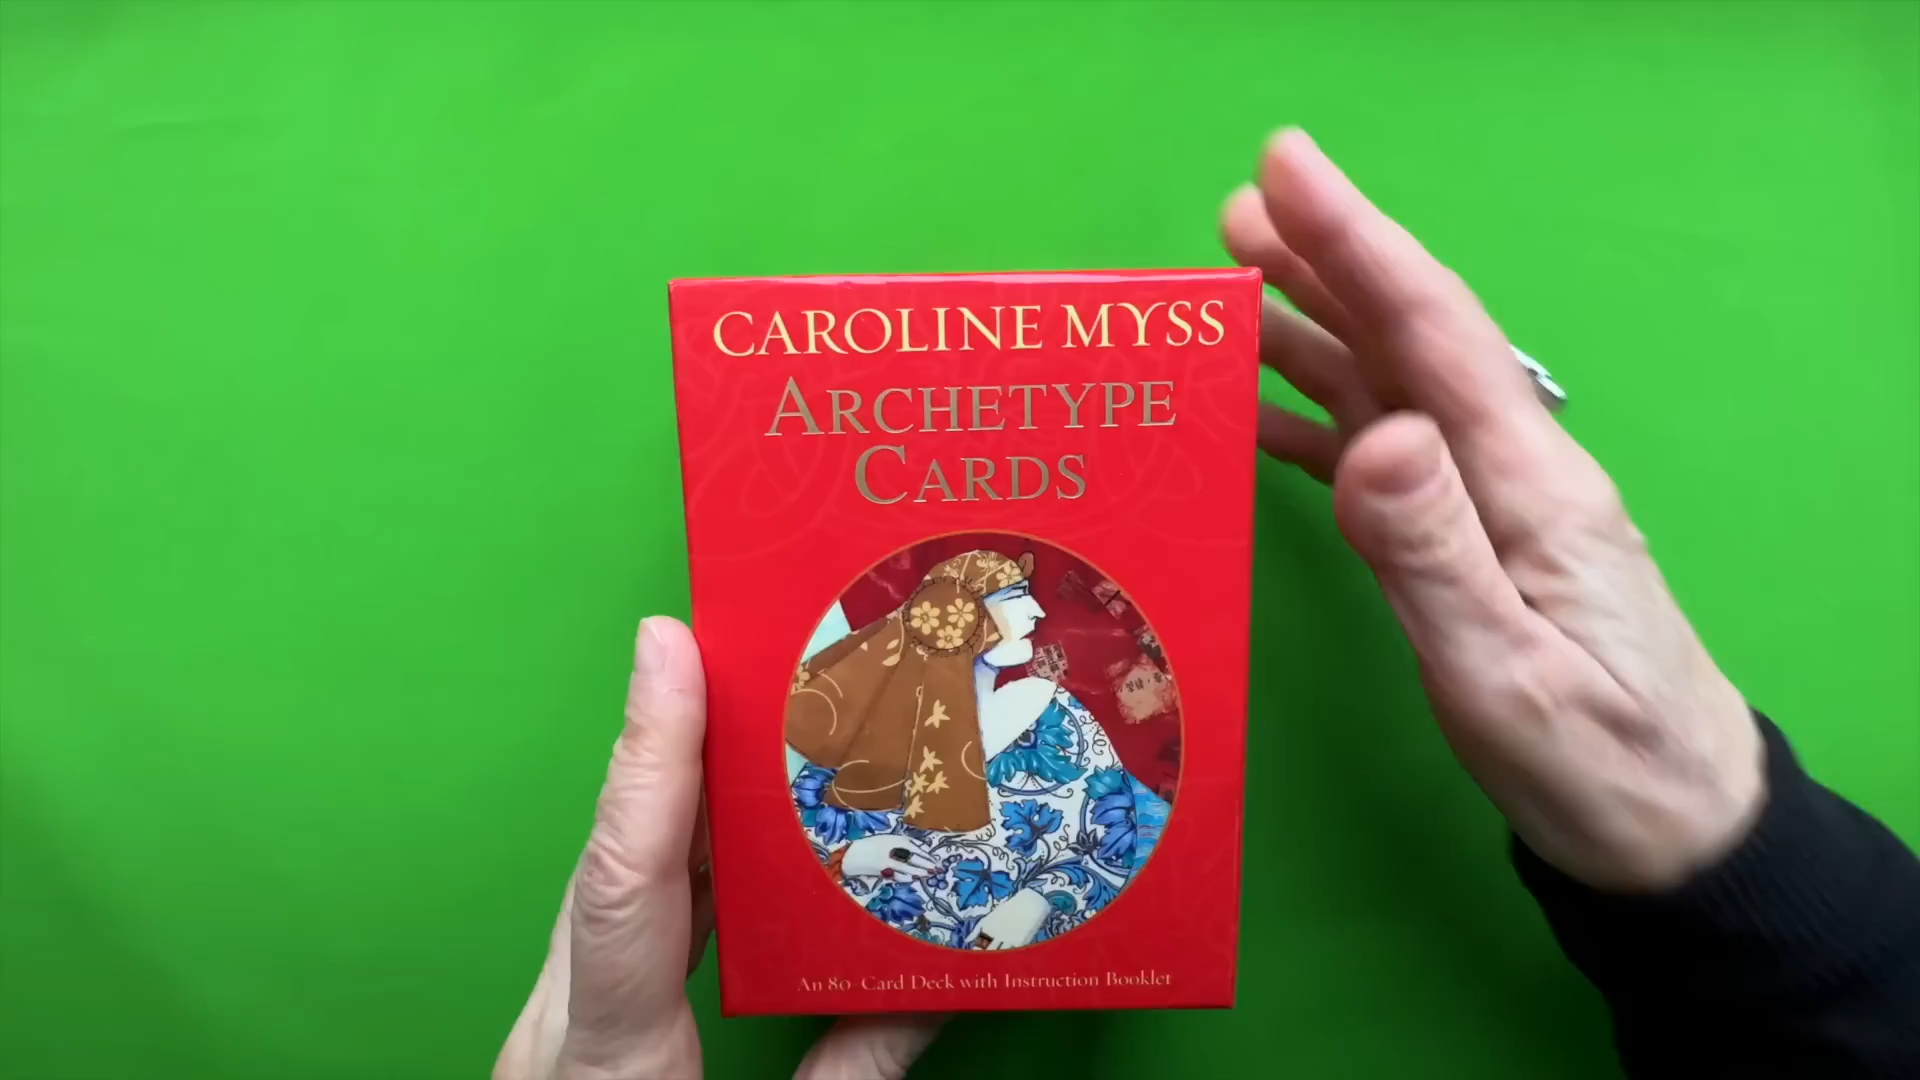 CAROLINE MYSS
ARCHETYPE
CARDS
An 80-Card Deck with Instruction Booklet